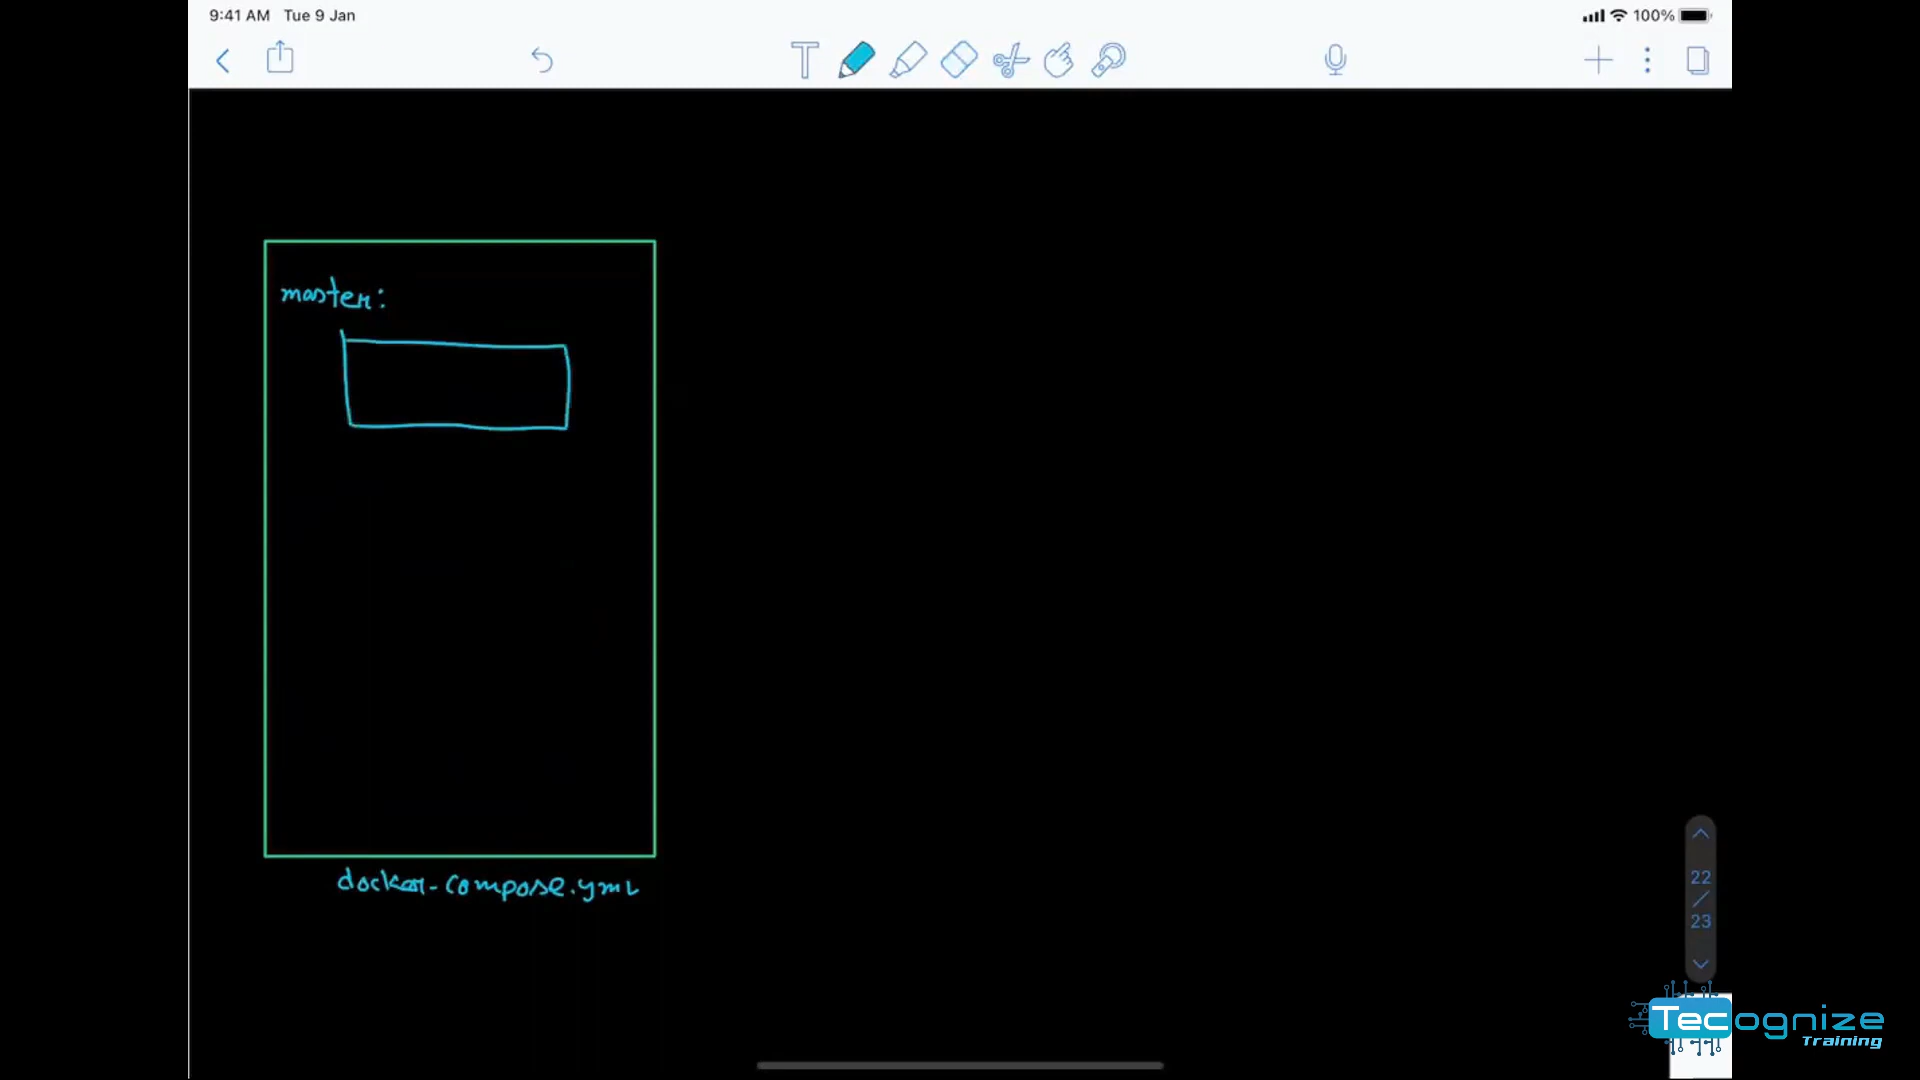 9:41 AM Tue 9 Jan 100%
T
master:
docker-compose.yml
22
/
23
Tecognize
Training